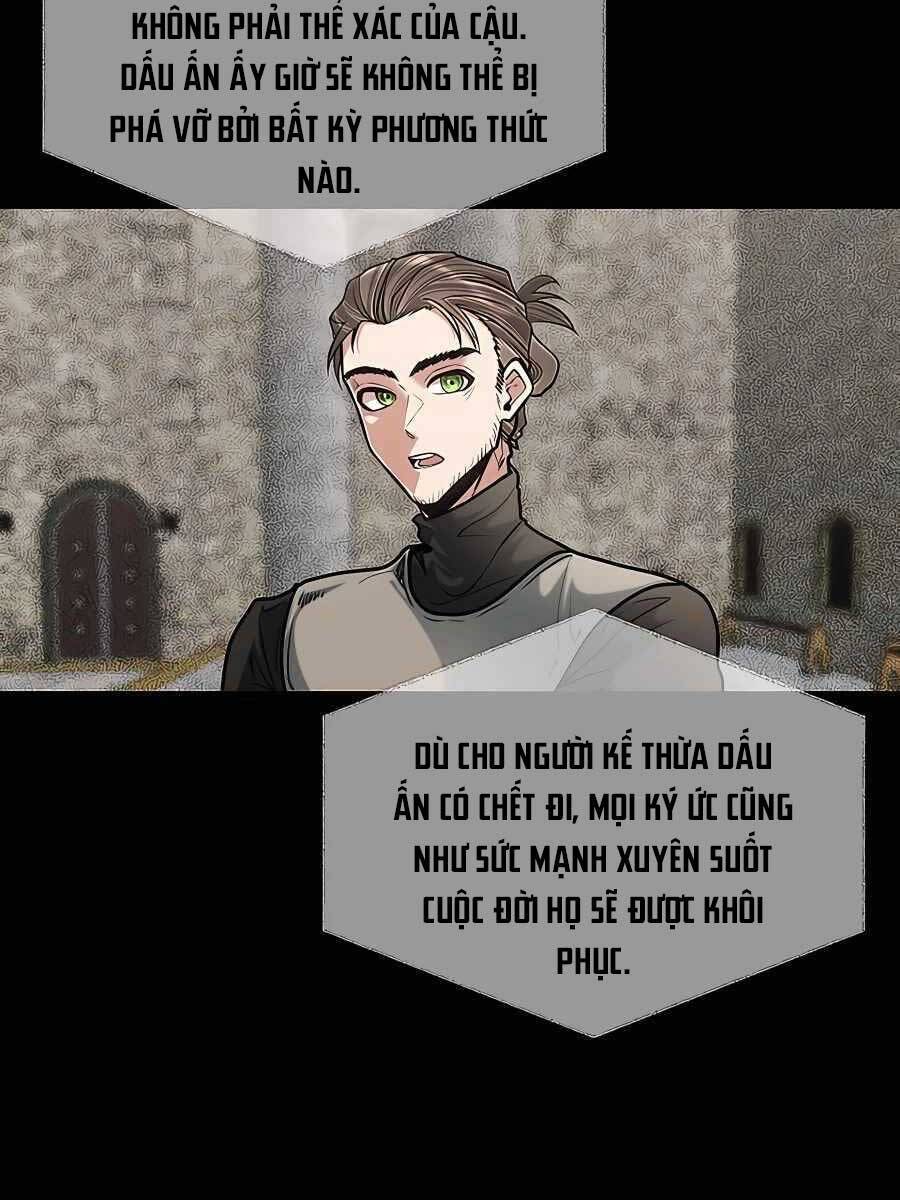 KHÔNG PHẢI THỂ XÁC CỦA CẬU.
DẤU ẤN ẤY GIỜ SẼ KHÔNG THỂ BỊ
PHÁ VỠ BỞI BẤT KỲ PHƯƠNG THỨC
NÀO.
DÙ CHO NGƯỜI KẾ THỪA DẤU
ẤN CÓ CHẾT ĐI, MỌI KÝ ỨC CŨNG
NHƯ SỨC MẠNH XUYÊN SUỐT
CUỘC ĐỜI HỌ SẼ ĐƯỢC KHÔI
PHỤC.